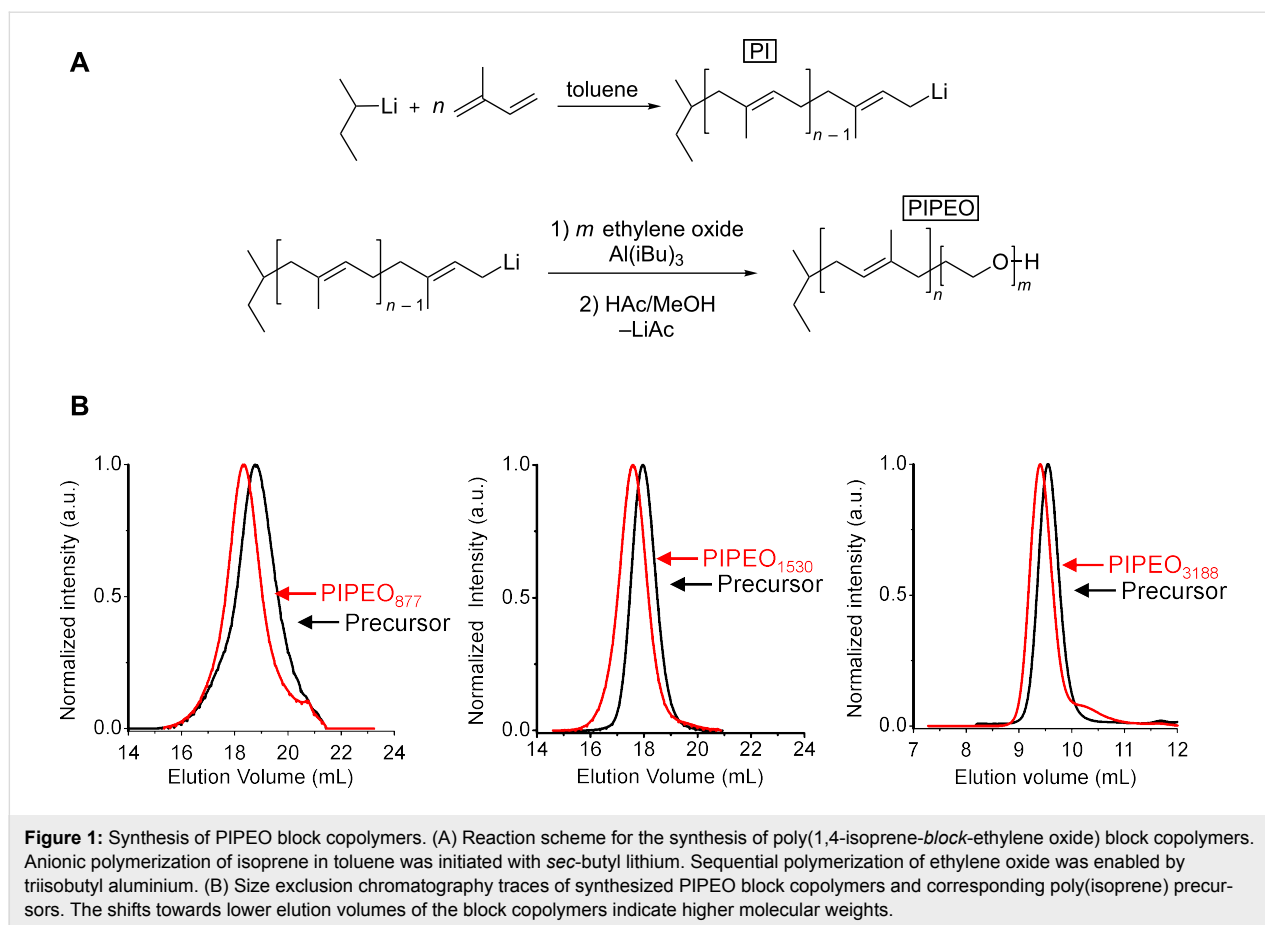 A
PI
Li + n
toluene
Li
n – 1
PIPEO
Li
n – 1
1) m ethylene oxide
Al(iBu)3
2) HAc/MeOH
–LiAc
O H
n
m
B
Normalized intensity (a.u.)
1.0
0.5
0.0
PIPEO877
Precursor
14 16 18 20 22 24
Elution Volume (mL)
Normalized Intensity (a.u.)
1.0
0.5
0.0
PIPEO1530
Precursor
14 16 18 20 22 24
Elution Volume (mL)
Normalized intensity (a.u.)
1.0
0.5
0.0
PIPEO3188
Precursor
7 8 9 10 11 12
Elution volume (mL)
Figure 1: Synthesis of PIPEO block copolymers. (A) Reaction scheme for the synthesis of poly(1,4-isoprene-block-ethylene oxide) block copolymers.
Anionic polymerization of isoprene in toluene was initiated with sec-butyl lithium. Sequential polymerization of ethylene oxide was enabled by
triisobutyl aluminium. (B) Size exclusion chromatography traces of synthesized PIPEO block copolymers and corresponding poly(isoprene) precur-
sors. The shifts towards lower elution volumes of the block copolymers indicate higher molecular weights.